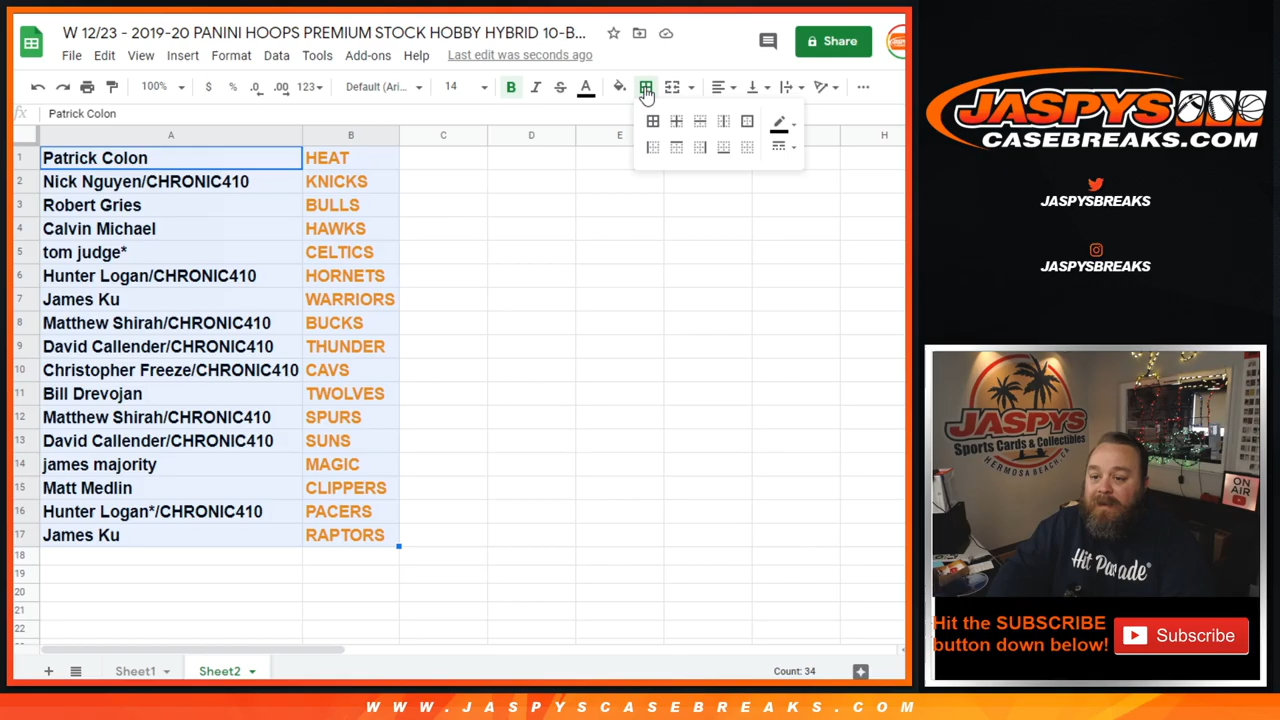 W 12/23 - 2019-20 PANINI HOOPS PREMIUM STOCK HOBBY HYBRID 10-B...
File Edit View Insert Format Data Tools Add-ons Help Last edit was seconds ago
Share
100% $ % .0 .00 123 Default (Ari... 14 B I S A
fx Patrick Colon
A B C D E H
1 Patrick Colon HEAT
2 Nick Nguyen/CHRONIC410 KNICKS
3 Robert Gries BULLS
4 Calvin Michael HAWKS
5 tom judge* CELTICS
6 Hunter Logan/CHRONIC410 HORNETS
7 James Ku WARRIORS
8 Matthew Shirah/CHRONIC410 BUCKS
9 David Callender/CHRONIC410 THUNDER
10 Christopher Freeze/CHRONIC410 CAVS
11 Bill Drevojan TWOLVES
12 Matthew Shirah/CHRONIC410 SPURS
13 David Callender/CHRONIC410 SUNS
14 james majority MAGIC
15 Matt Medlin CLIPPERS
16 Hunter Logan*/CHRONIC410 PACERS
17 James Ku RAPTORS
18
19
20
21
22
Sheet1 Sheet2 Count: 34
JASPYS
CASEBREAKS.COM
JASPYSBREAKS
JASPYSBREAKS
JASPYS
Sports Cards & Collectibles
HERMOSA BEACH, CA
ON
AIR
Hit Parade
Hit the SUBSCRIBE
button down below!
Subscribe
WWW.JASPYSCASEBREAKS.COM